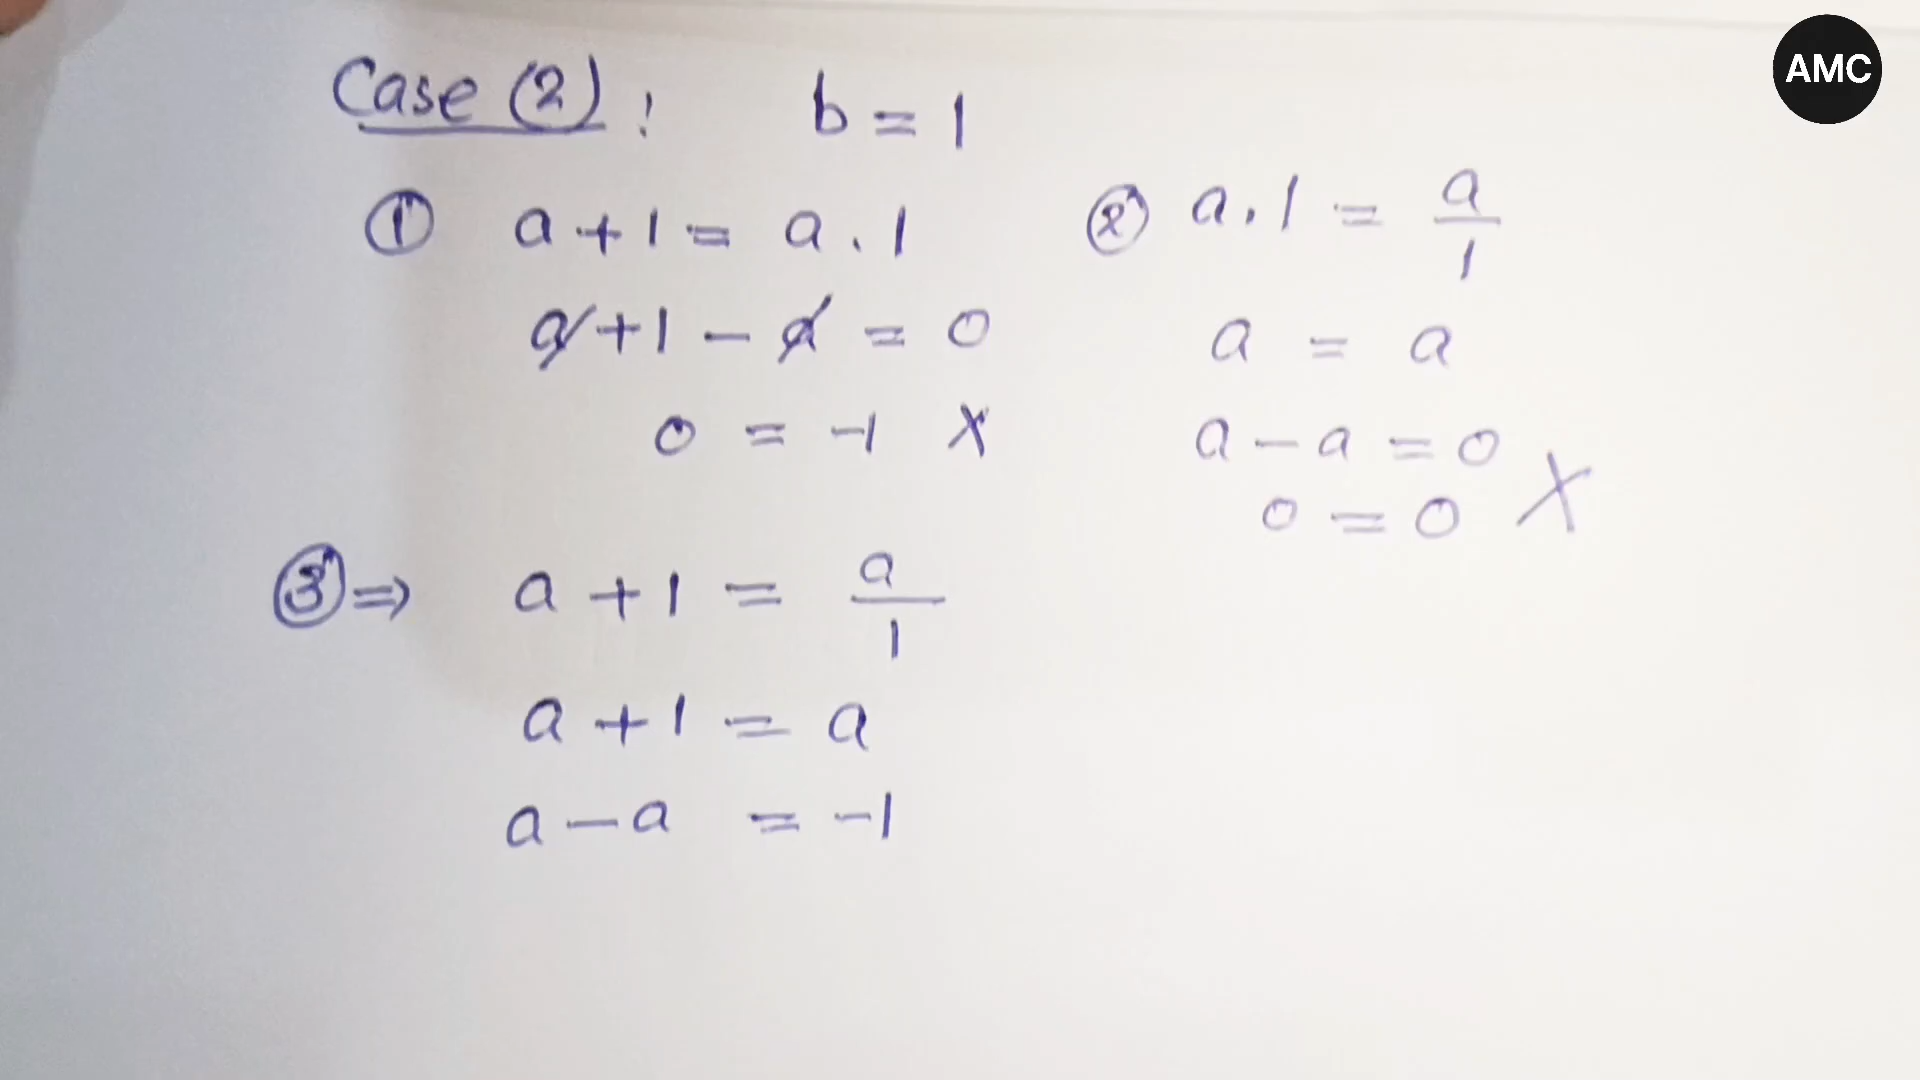 AMC
Case (2) : b = 1
① a + 1 = a . 1
a + 1 - a = 0
0 = -1 X
② a . 1 = a/1
a = a
a - a = 0
0 = 0 X
③ ⇒ a + 1 = a/1
a + 1 = a
a - a = -1